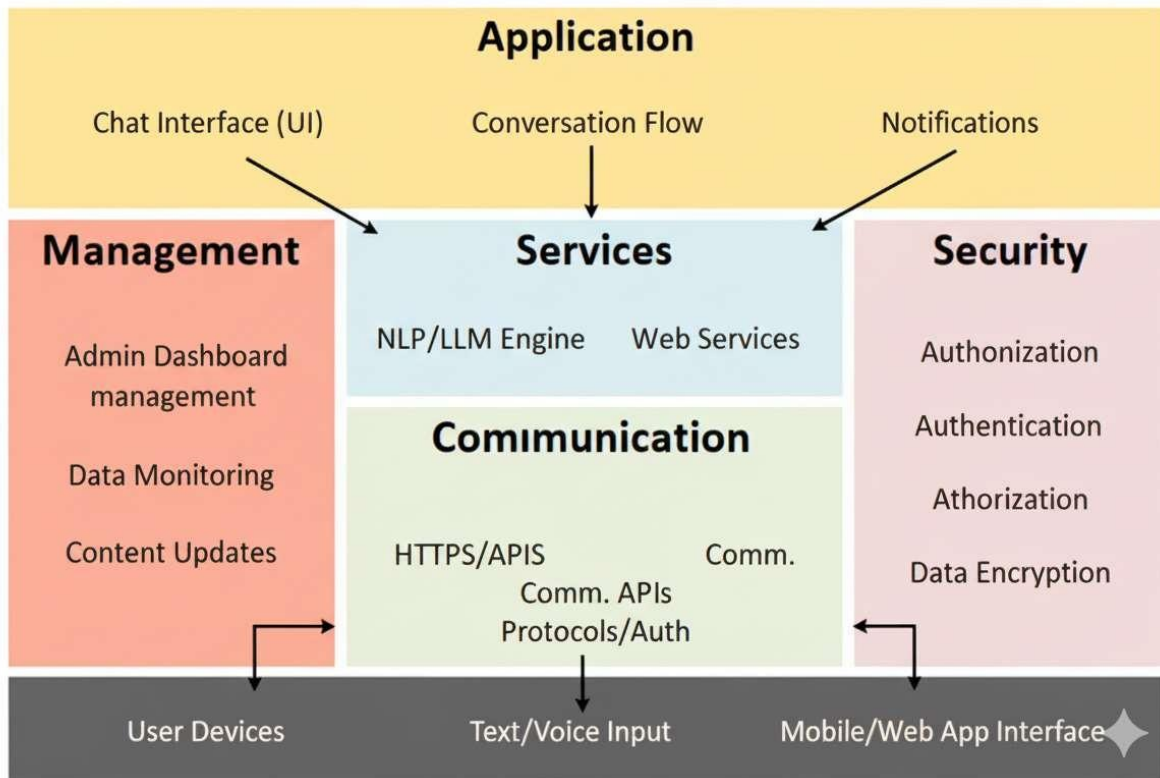 Application
Chat Interface (UI)
Conversation Flow
Notifications
Management
Admin Dashboard
management
Data Monitoring
Content Updates
Services
NLP/LLM Engine
Web Services
Comımunication
HTTPS/APIS
Comm.
Comm. APIs
Protocols/Auth
Security
Authonization
Authentication
Athorization
Data Encryption
User Devices
Text/Voice Input
Mobile/Web App Interface